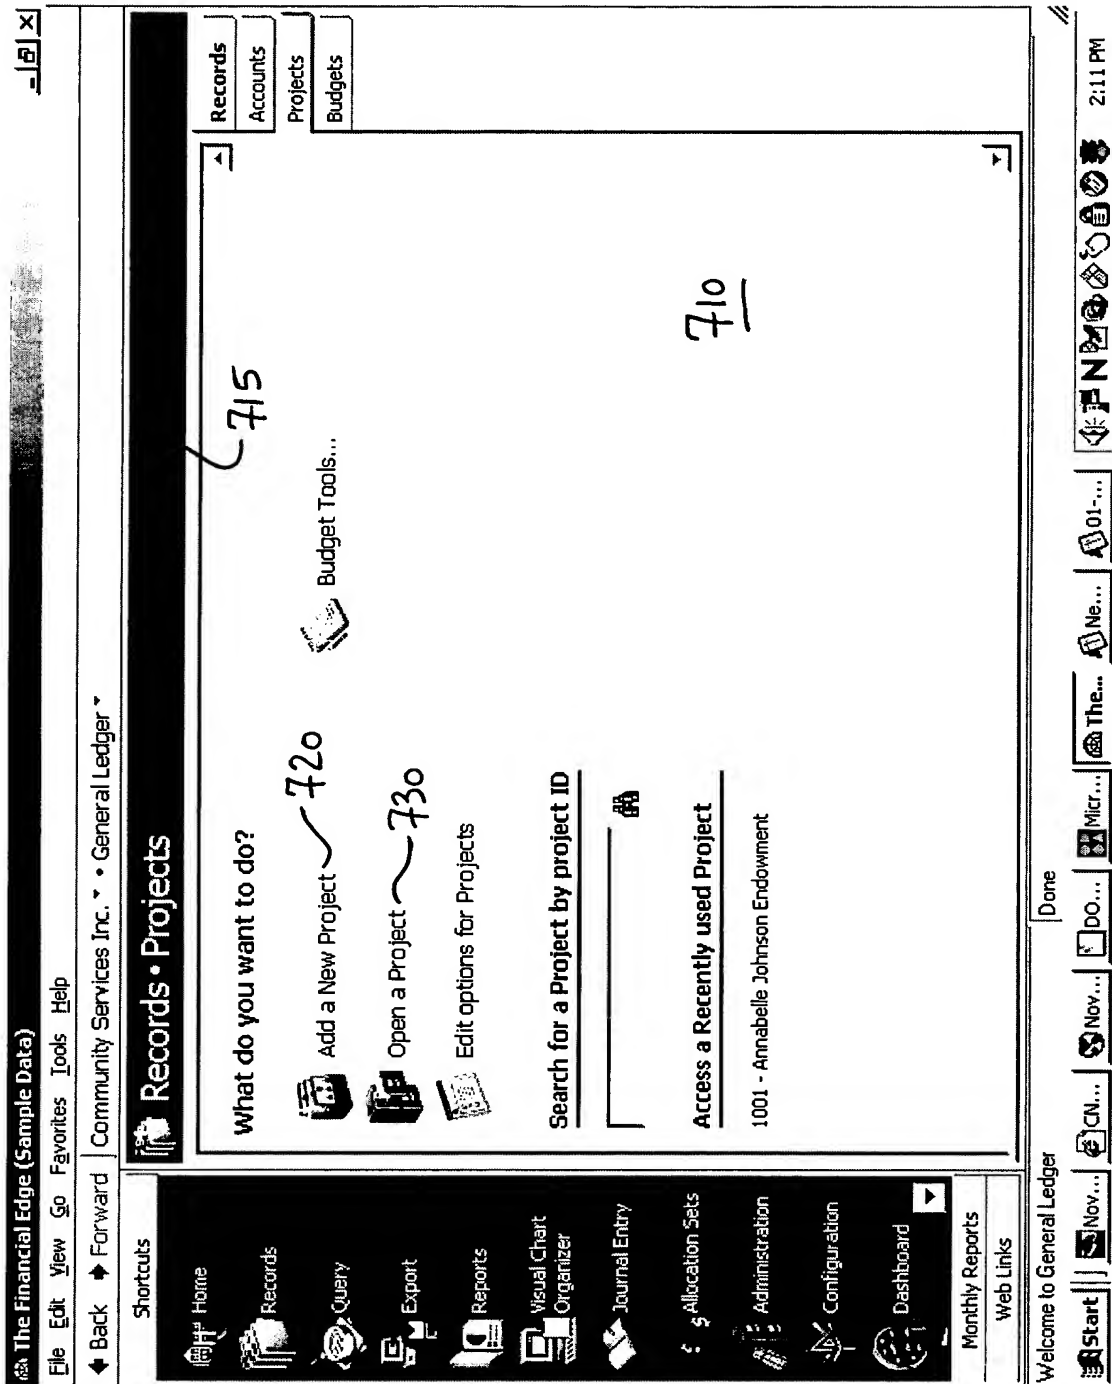 The Financial Edge (Sample Data)
File Edit View Go Favorites Tools Help
Back Forward Community Services Inc. • General Ledger
Shortcuts
Home
Records
Query
Export
Reports
Visual Chart
Organizer
Journal Entry
Allocation Sets
Administration
Configuration
Dashboard
Monthly Reports
Web Links
Records • Projects
715
What do you want to do?
Add a New Project 720
Budget Tools...
Open a Project 730
Edit options for Projects
Search for a Project by project ID
Access a Recently used Project
710
1001 - Annabelle Johnson Endowment
Records
Accounts
Projects
Budgets
Welcome to General Ledger Done
Start Nov... CN... Nov... DO... Micr... The... Ne... 01-... N 2:11 PM